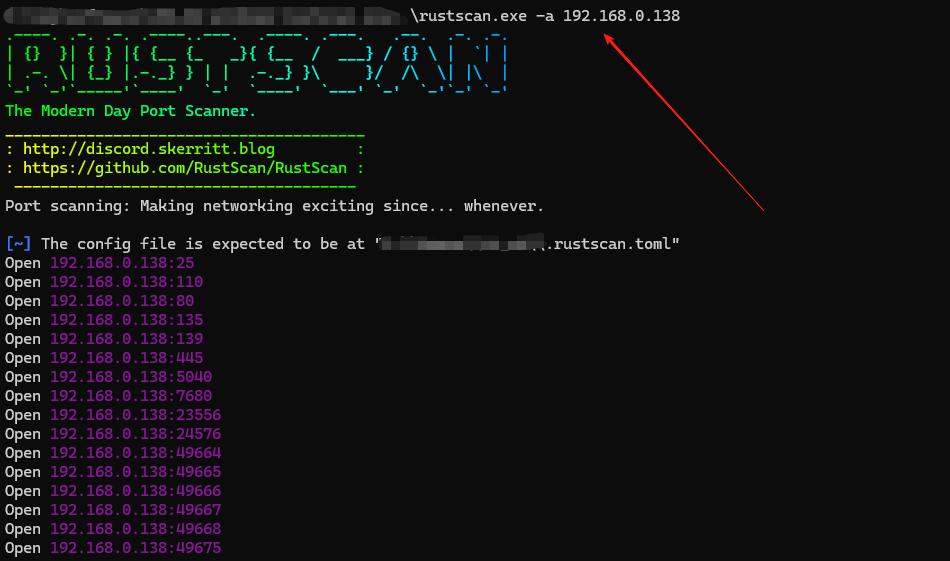 \rustscan.exe -a 192.168.0.138
.----. .-. .-. .----..---.  .----. .---.   .--.  .-. .-.
| {}  }| { } |{ {__ {_   _}{ {__  /  ___} / {} \ |  `| |
| .-. \| {_} |.-._} } | |  .-._} }\     }/  /\  \| |\  |
`-' `-'`-----'`----'  `-'  `----'  `---' `-'  `-'`-' `-'
The Modern Day Port Scanner.
________________________________________
: http://discord.skerritt.blog         :
: https://github.com/RustScan/RustScan :
 --------------------------------------
Port scanning: Making networking exciting since... whenever.
[~] The config file is expected to be at ".rustscan.toml"
Open 192.168.0.138:25
Open 192.168.0.138:110
Open 192.168.0.138:80
Open 192.168.0.138:135
Open 192.168.0.138:139
Open 192.168.0.138:445
Open 192.168.0.138:5040
Open 192.168.0.138:7680
Open 192.168.0.138:23556
Open 192.168.0.138:24576
Open 192.168.0.138:49664
Open 192.168.0.138:49665
Open 192.168.0.138:49666
Open 192.168.0.138:49667
Open 192.168.0.138:49668
Open 192.168.0.138:49675